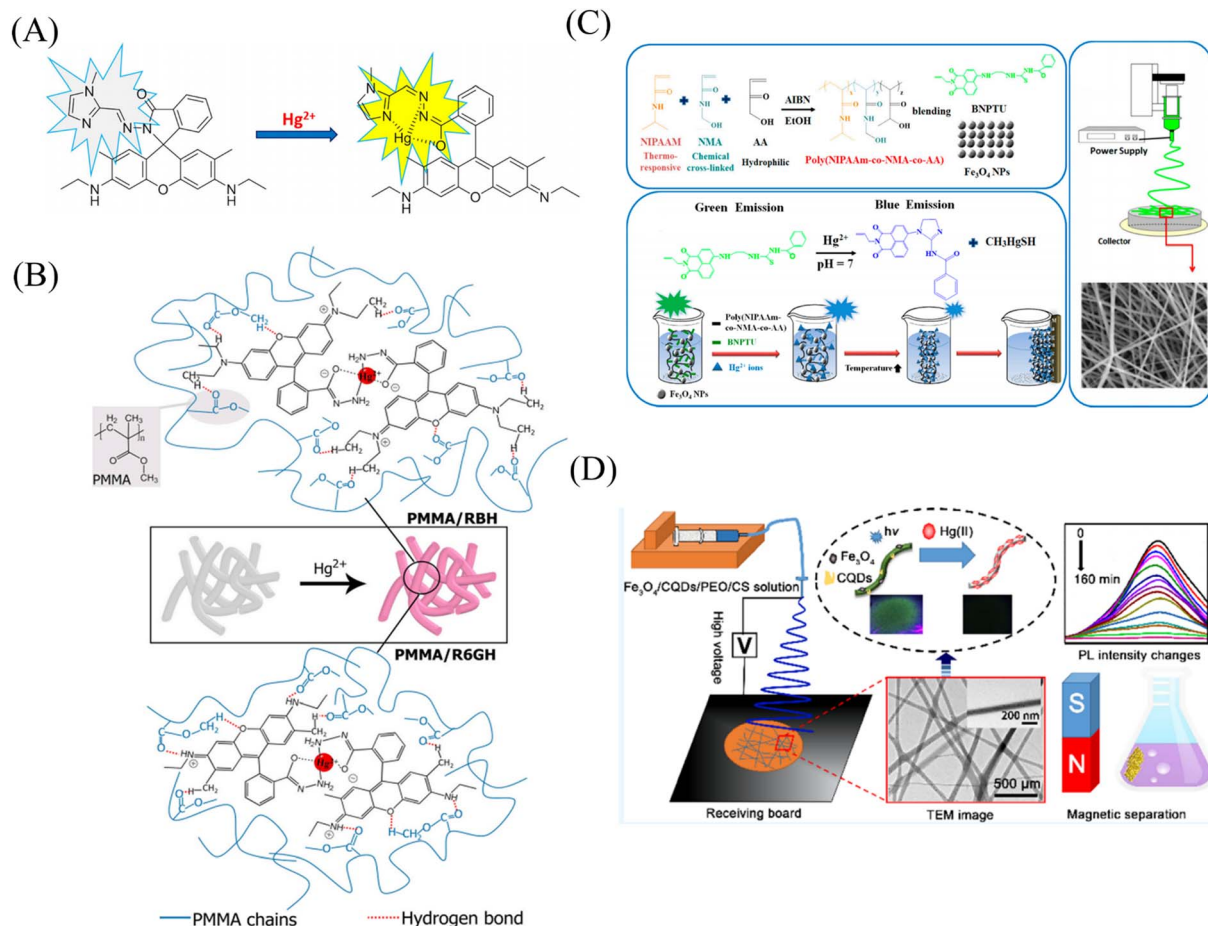 (A)
Hg2+
(B)
PMMA
PMMA/RBH
Hg2+
PMMA/R6GH
PMMA chains
Hydrogen bond
(C)
NIPAAM
Thermo-
responsive
NMA
Chemical
cross-linked
AA
Hydrophilic
AIBN
EtOH
Poly(NIPAAm-co-NMA-co-AA)
blending
BNPTU
Fe3O4 NPs
Green Emission
Blue Emission
Hg2+
pH = 7
CH3HgSH
Poly(NIPAAm-
co-NMA-co-AA)
BNPTU
Hg2+ ions
Fe3O4 NPs
Temperature
Power Supply
Collector
(D)
Fe3O4/CQDs/PEO/CS solution
High voltage
V
Receiving board
Fe3O4
CQDs
hν
Hg(II)
200 nm
500 μm
TEM image
0
160 min
PL intensity changes
S
N
Magnetic separation